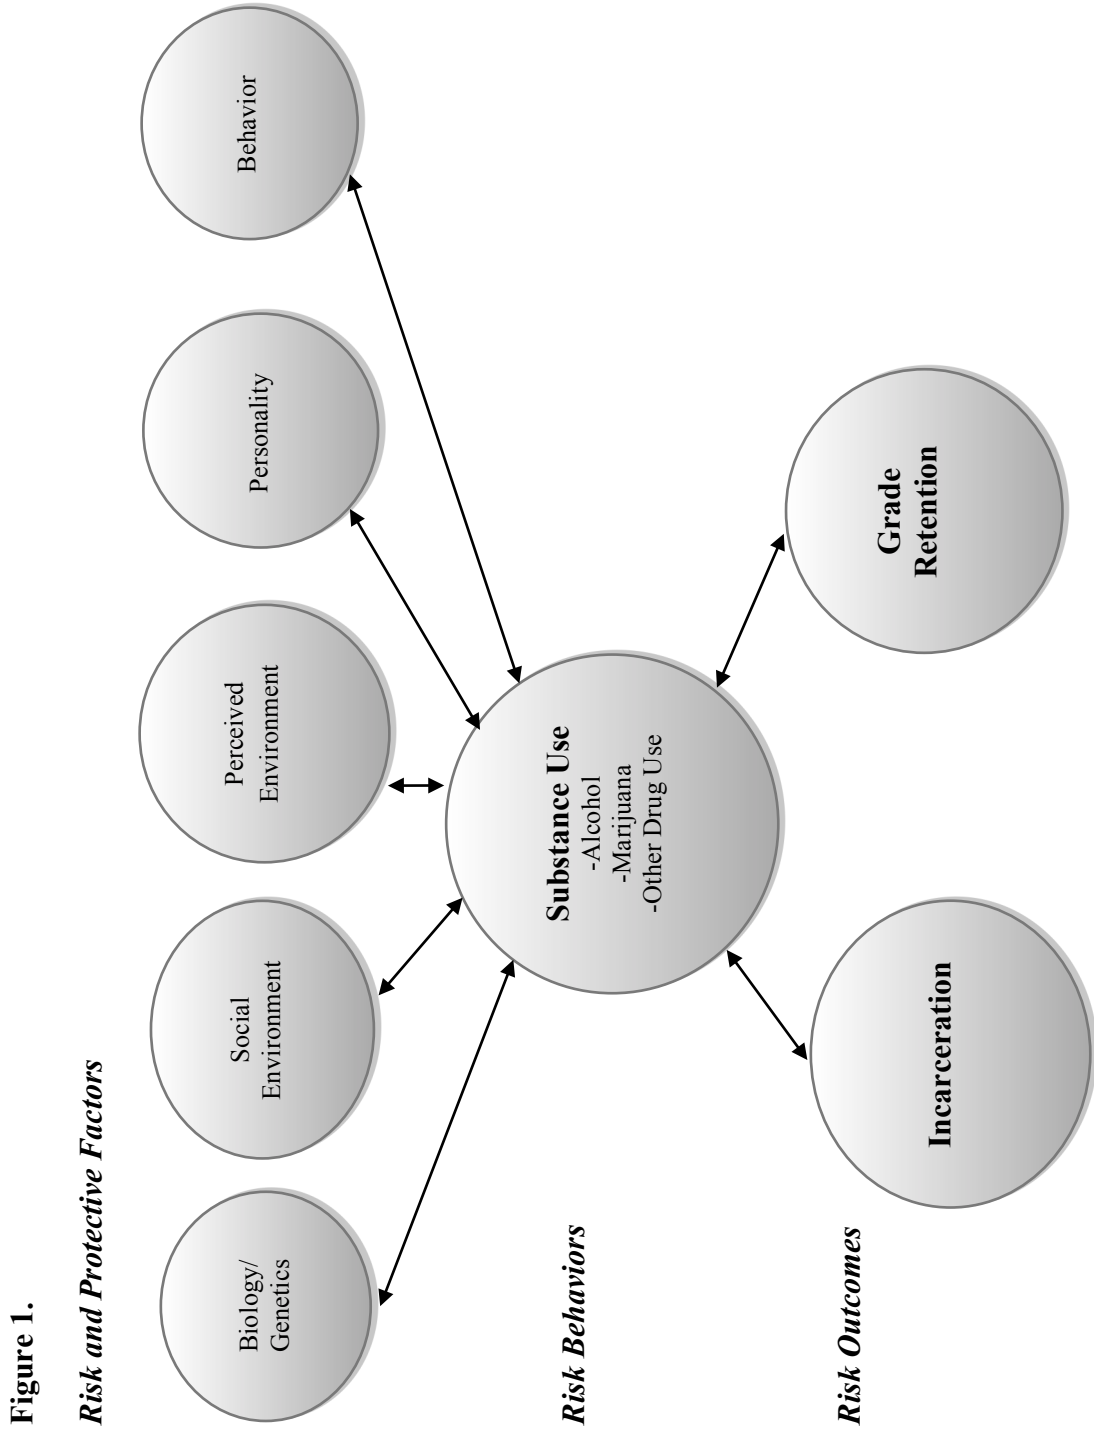 Figure 1.
Risk and Protective Factors
Biology/
Genetics
Social
Environment
Perceived
Environment
Personality
Behavior
Risk Behaviors
Substance Use
-Alcohol
-Marijuana
-Other Drug Use
Risk Outcomes
Incarceration
Grade
Retention